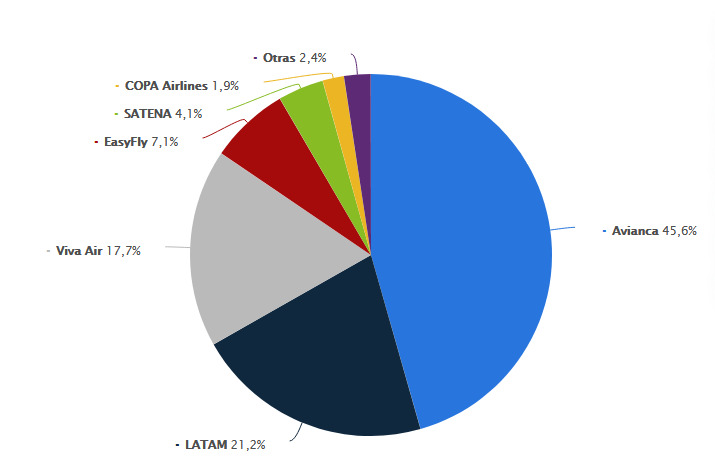 - Otras 2,4%
- COPA Airlines 1,9%
- SATENA 4,1%
- EasyFly 7,1%
- Avianca 45,6%
- Viva Air 17,7%
- LATAM 21,2%